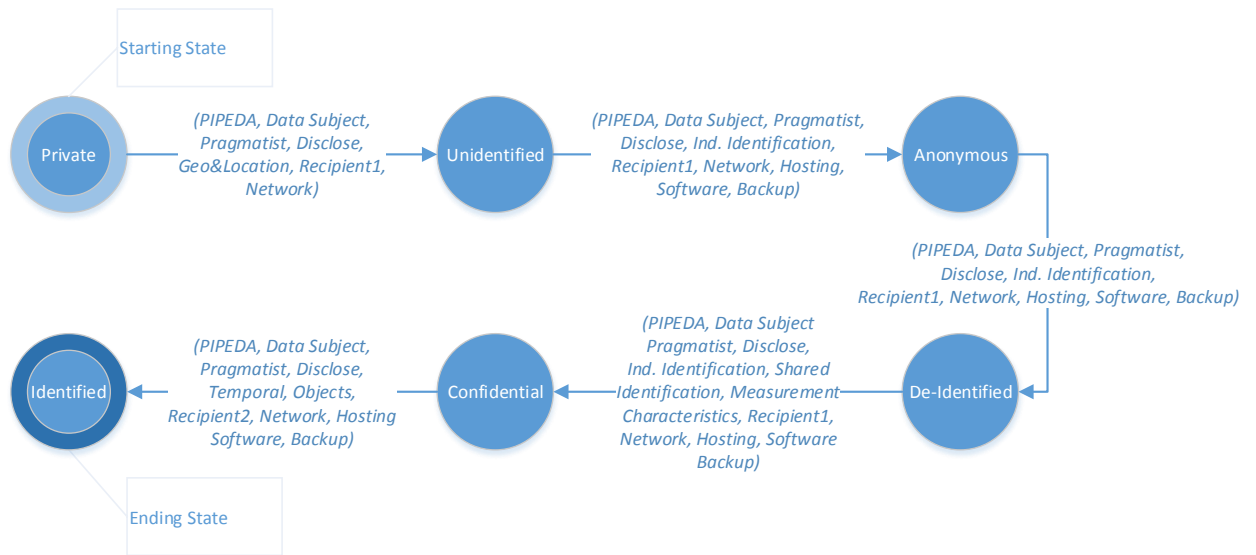 Starting State
Private
(PIPEDA, Data Subject,
Pragmatist, Disclose,
Geo&Location, Recipient1,
Network)
Unidentified
(PIPEDA, Data Subject, Pragmatist,
Disclose, Ind. Identification,
Recipient1, Network, Hosting,
Software, Backup)
Anonymous
(PIPEDA, Data Subject, Pragmatist,
Disclose, Ind. Identification,
Recipient1, Network, Hosting, Software, Backup)
De-Identified
(PIPEDA, Data Subject
Pragmatist, Disclose,
Ind. Identification, Shared
Identification, Measurement
Characteristics, Recipient1,
Network, Hosting, Software
Backup)
Confidential
(PIPEDA, Data Subject,
Pragmatist, Disclose,
Temporal, Objects,
Recipient2, Network, Hosting
Software, Backup)
Identified
Ending State